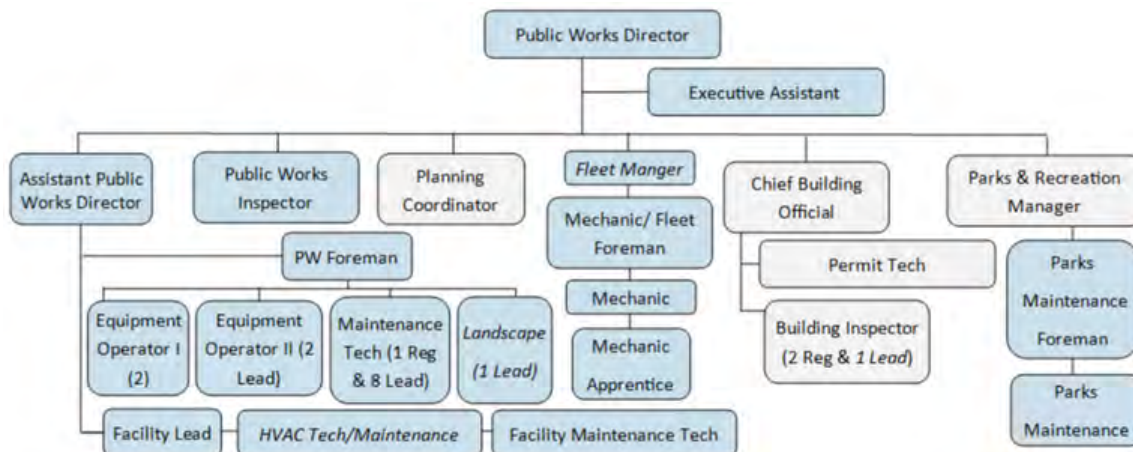 Public Works Director
Executive Assistant
Assistant Public
Works Director
Public Works
Inspector
Planning
Coordinator
Fleet Manger
Chief Building
Official
Parks & Recreation
Manager
Mechanic/ Fleet
Foreman
PW Foreman
Permit Tech
Parks
Maintenance
Foreman
Mechanic
Equipment
Operator I
(2)
Equipment
Operator II (2
Lead)
Maintenance
Tech (1 Reg
& 8 Lead)
Landscape
(1 Lead)
Mechanic
Apprentice
Building Inspector
(2 Reg & 1 Lead)
Parks
Maintenance
Facility Lead
HVAC Tech/Maintenance
Facility Maintenance Tech